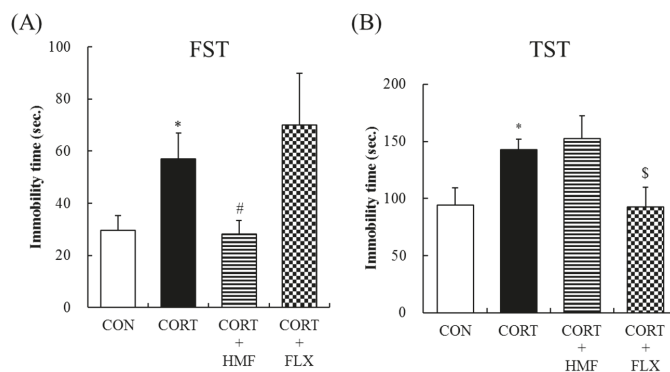 (A)
FST
Immobility time (sec.)
100
80
60
40
20
0
*
#
CON
CORT
CORT
+
HMF
CORT
+
FLX
(B)
TST
Immobility time (sec.)
200
150
100
50
0
*
$
CON
CORT
CORT
+
HMF
CORT
+
FLX